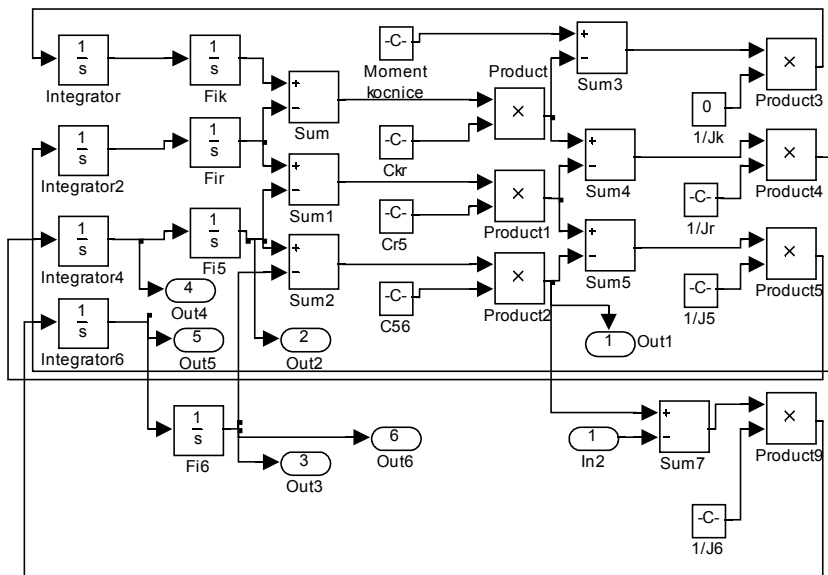 1
s
Integrator
1
s
Fik
+
−
Sum
-C-
Moment
kocnice
Product
×
+
−
Sum3
×
Product3
0
1/Jk
1
s
Integrator2
1
s
Fir
-C-
Ckr
+
−
Sum1
+
−
Sum4
×
Product4
-C-
1/Jr
1
s
Integrator4
1
s
Fi5
-C-
Cr5
×
Product1
+
−
Sum2
+
−
Sum5
×
Product5
-C-
1/J5
4
Out4
-C-
C56
×
Product2
1
s
Integrator6
5
Out5
2
Out2
1
Out1
1
s
Fi6
6
Out6
3
Out3
1
In2
+
−
Sum7
×
Product9
-C-
1/J6